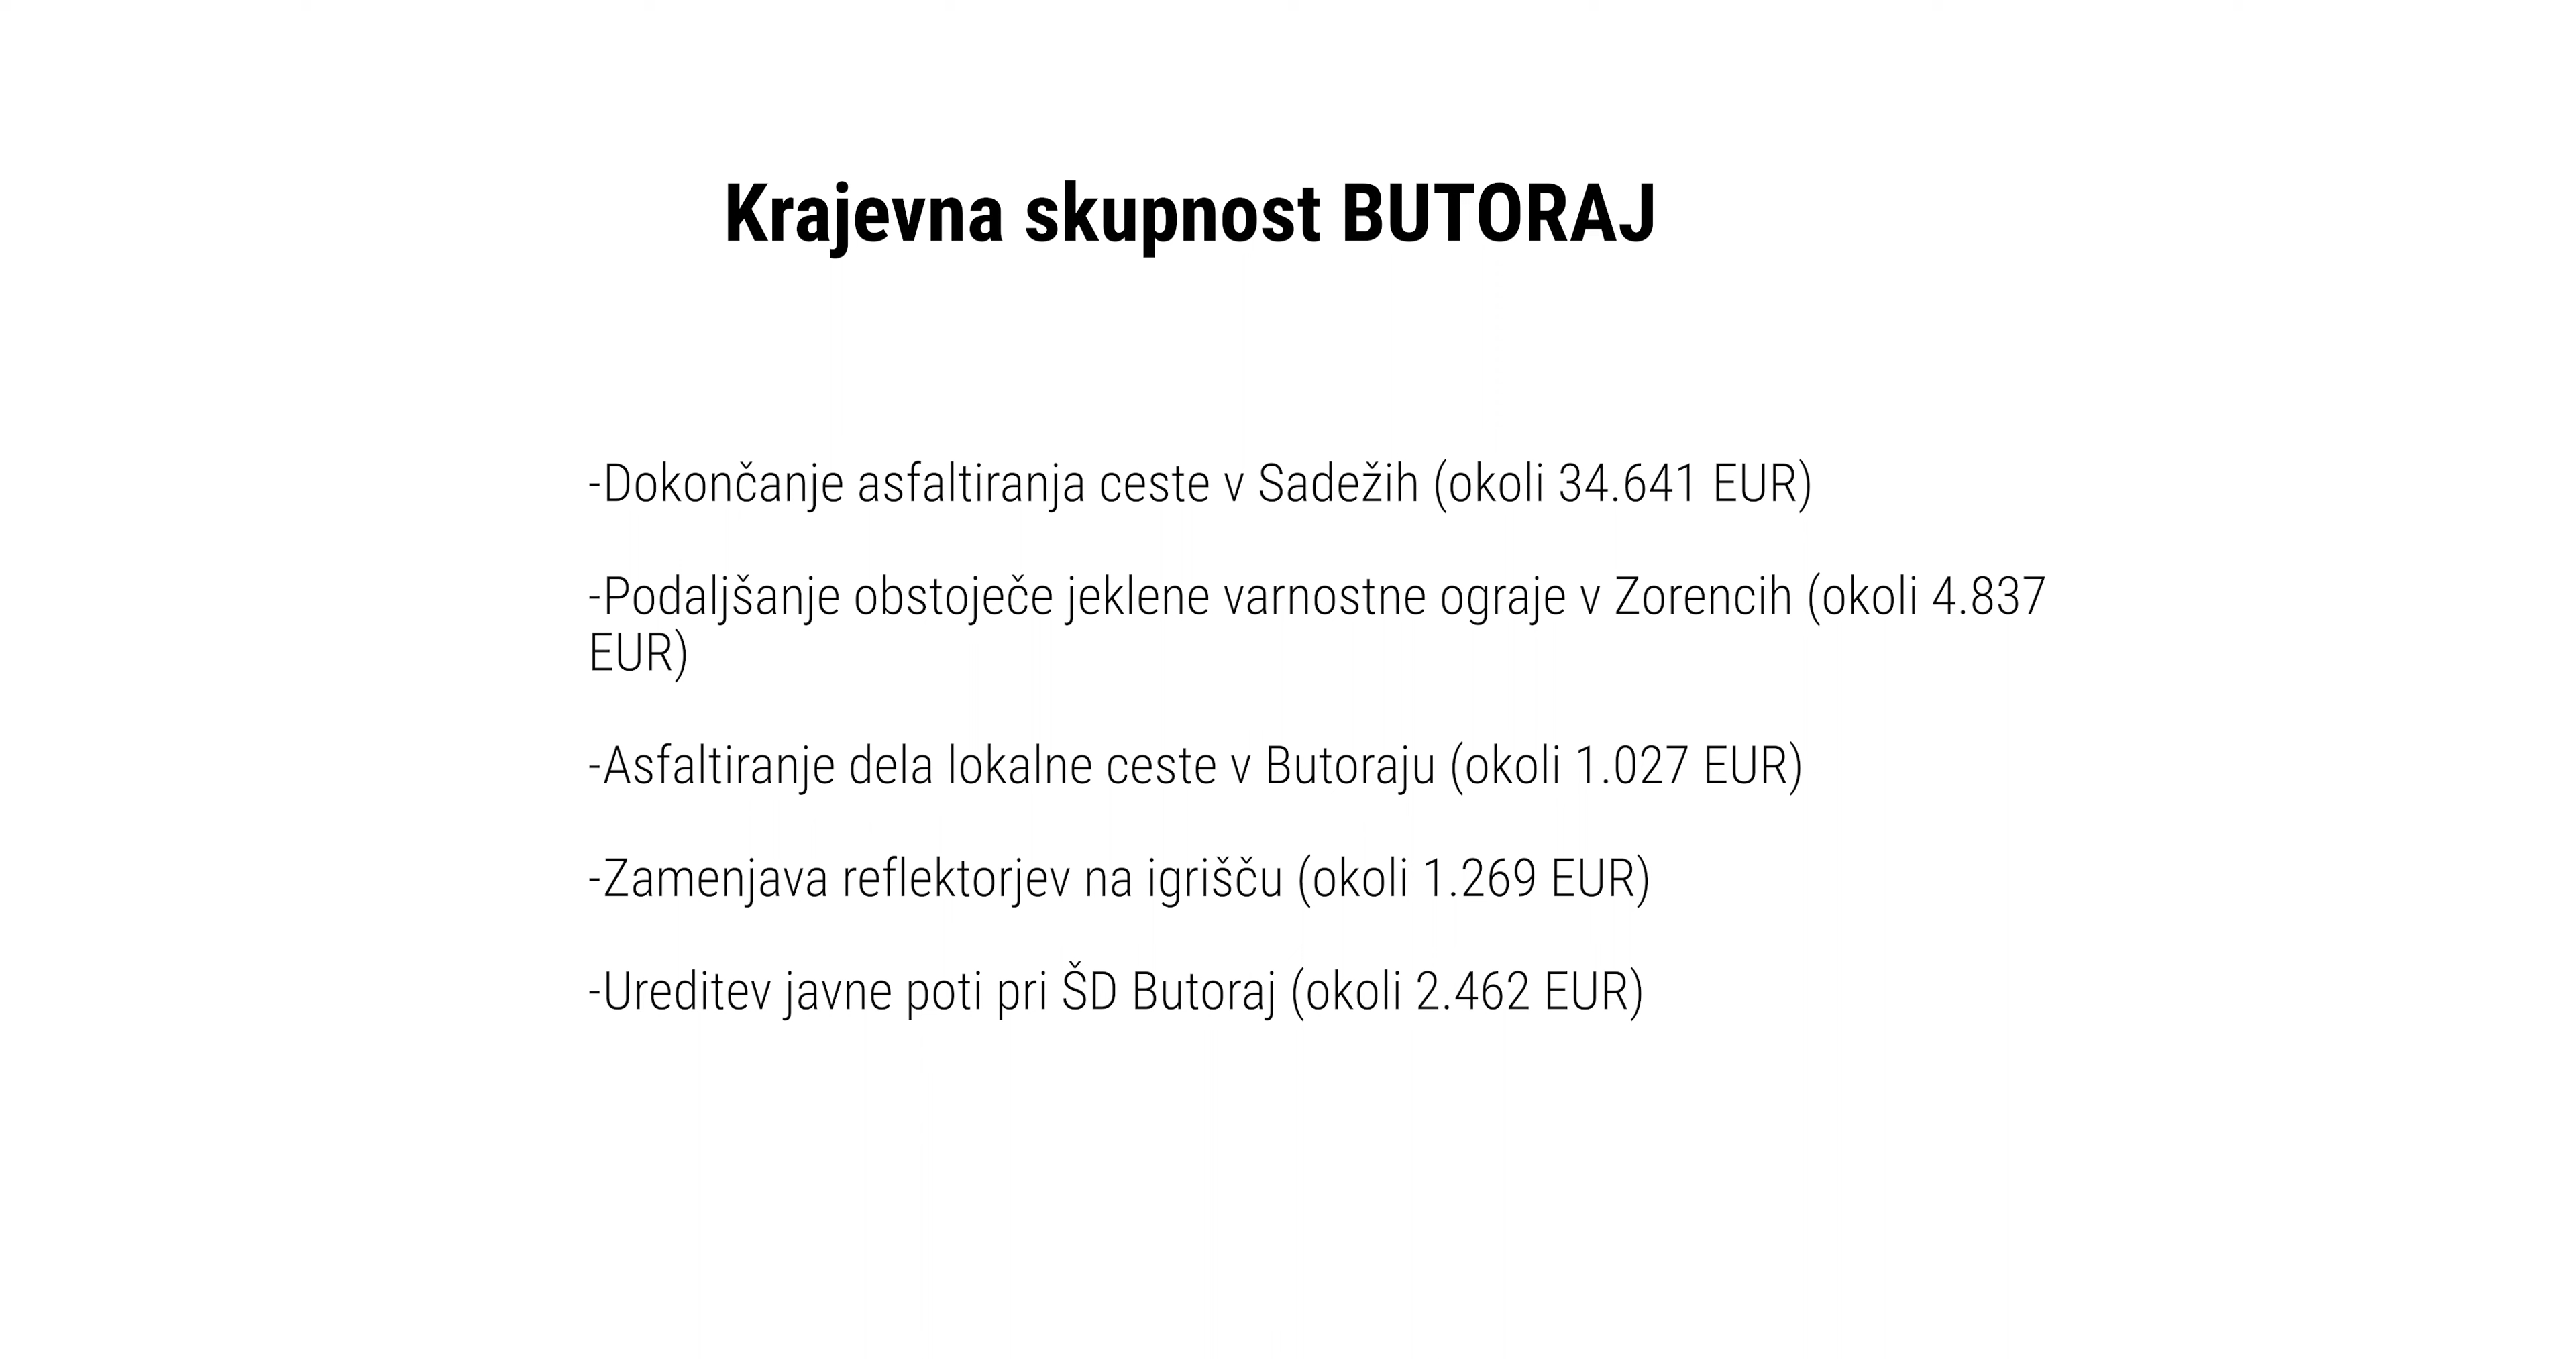 Krajevna skupnost BUTORAJ
-Dokončanje asfaltiranja ceste v Sadežih (okoli 34.641 EUR)
-Podaljšanje obstoječe jeklene varnostne ograje v Zorencih (okoli 4.837
EUR)
-Asfaltiranje dela lokalne ceste v Butoraju (okoli 1.027 EUR)
-Zamenjava reflektorjev na igrišču (okoli 1.269 EUR)
-Ureditev javne poti pri ŠD Butoraj (okoli 2.462 EUR)